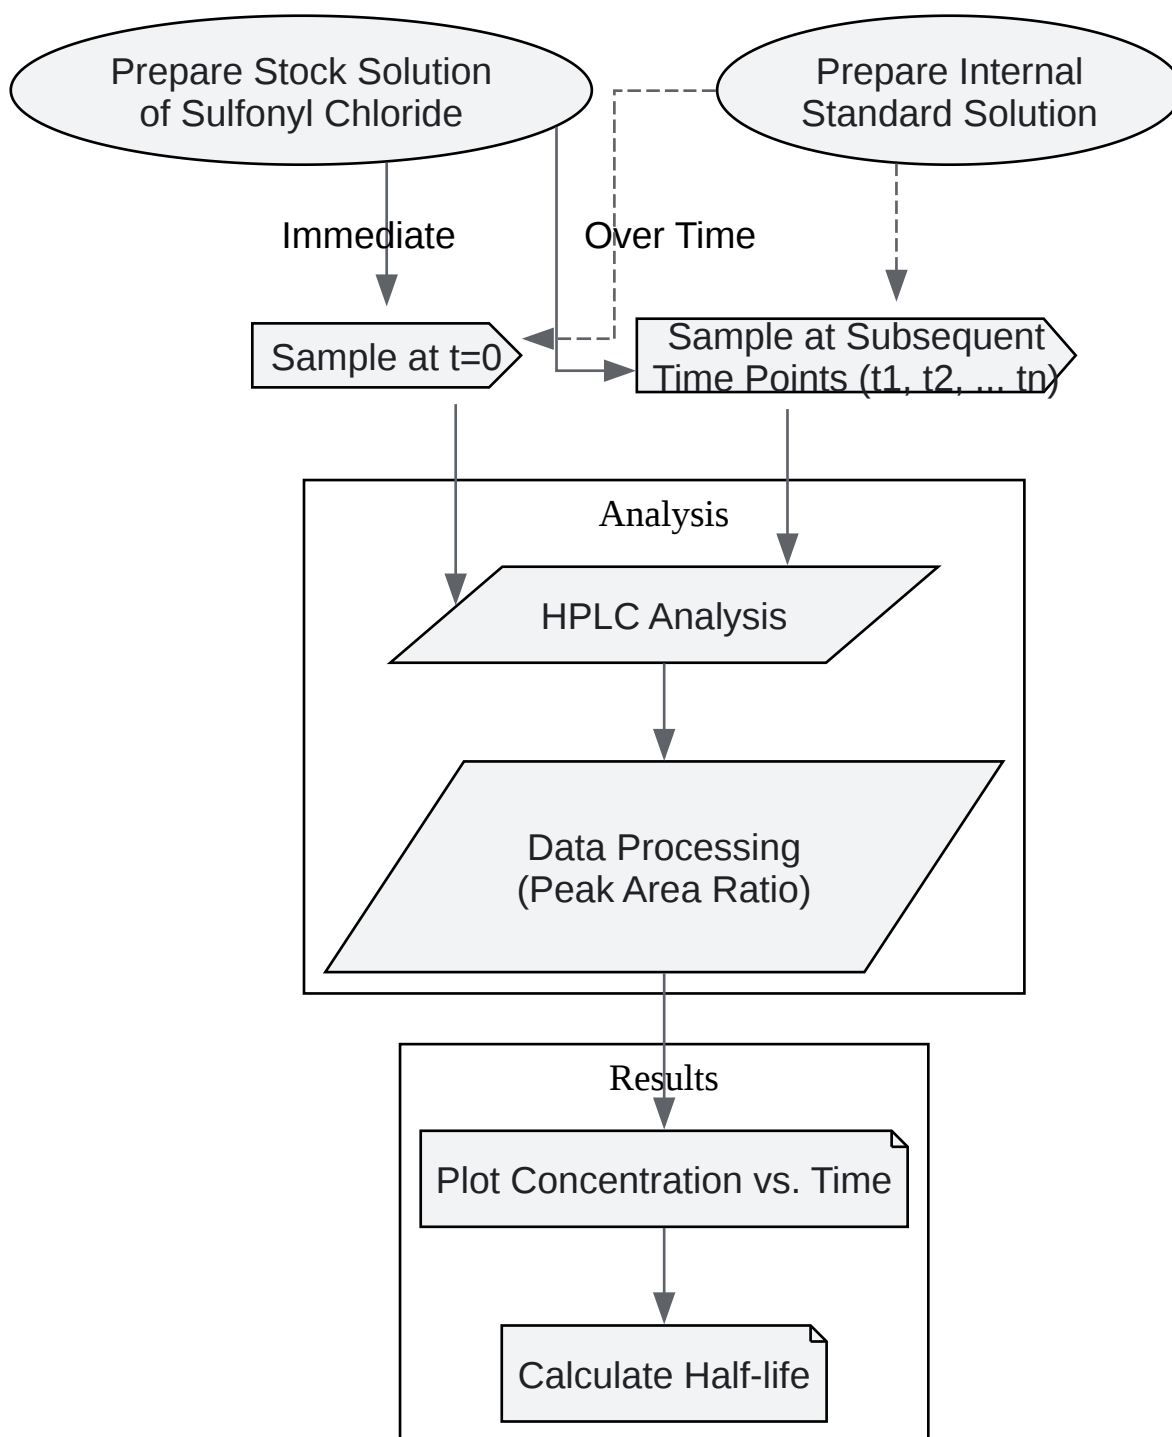 Prepare Stock Solution
of Sulfonyl Chloride
Prepare Internal
Standard Solution
Immediate
Over Time
Sample at t=0
Sample at Subsequent
Time Points (t1, t2, ... tn)
Analysis
HPLC Analysis
Data Processing
(Peak Area Ratio)
Results
Plot Concentration vs. Time
Calculate Half-life